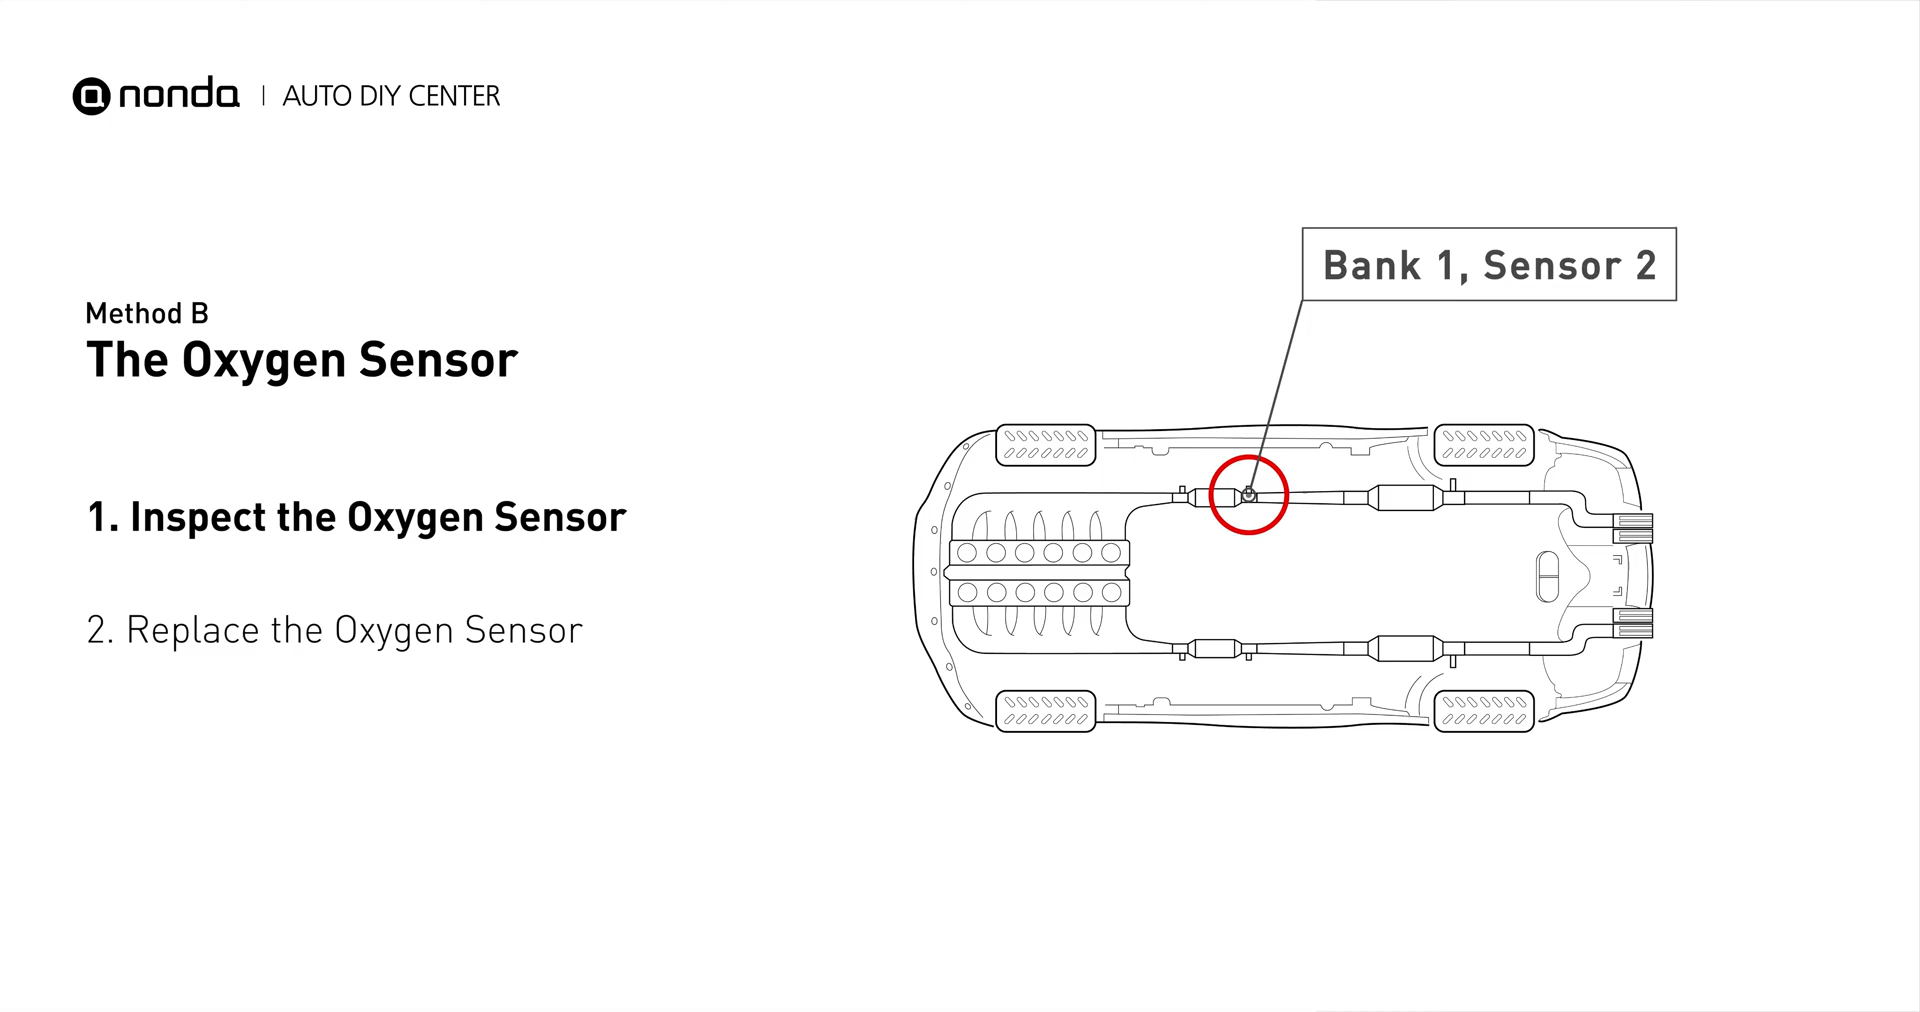 nonda | AUTO DIY CENTER
Bank 1, Sensor 2
Method B
The Oxygen Sensor
1. Inspect the Oxygen Sensor
2. Replace the Oxygen Sensor